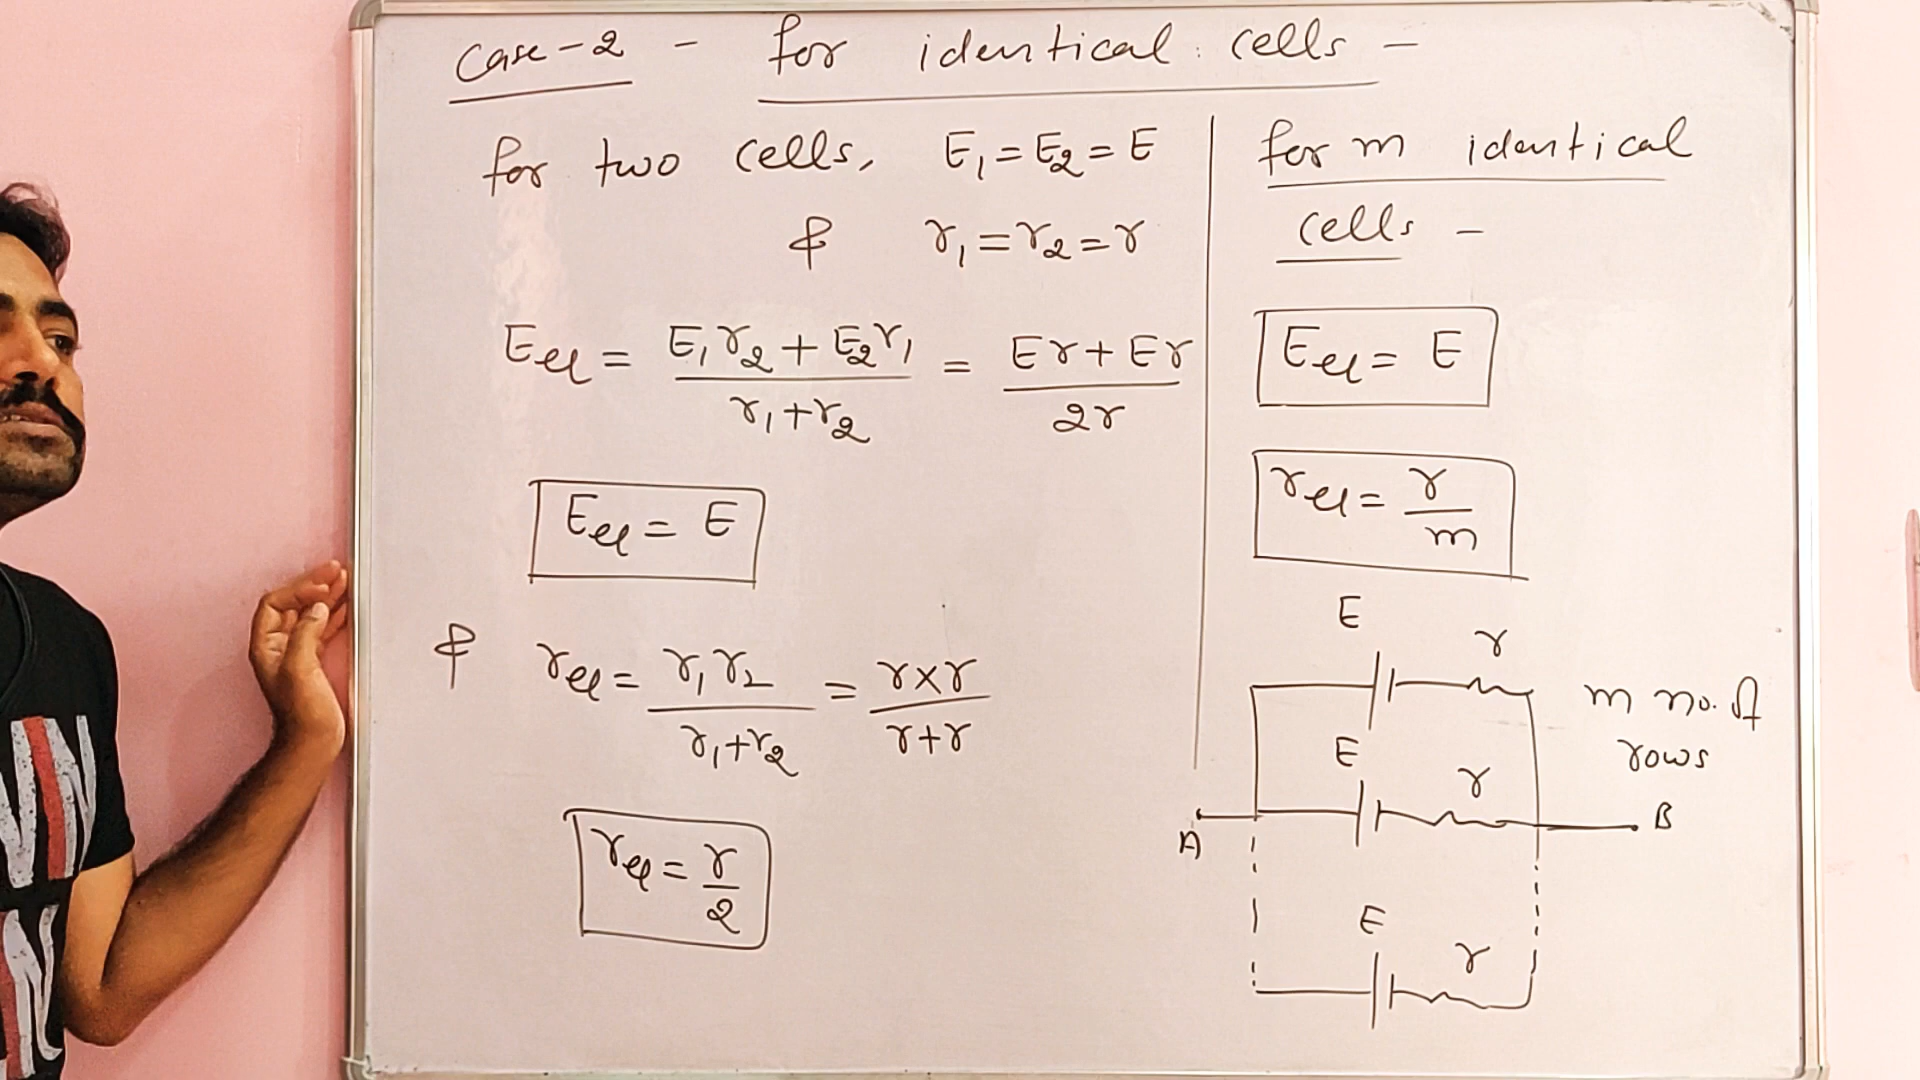 Case-2 - for identical cells -
for two cells, E₁ = E₂ = E
& r₁ = r₂ = r
Eeq = (E₁r₂ + E₂r₁)/(r₁+r₂) = (Er + Er)/2r
Eeq = E
& req = r₁r₂/(r₁+r₂) = (r×r)/(r+r)
req = r/2
for m identical
cells -
Eeq = E
req = r/m
E
r
m no. of
rows
E
r
A
B
E
r